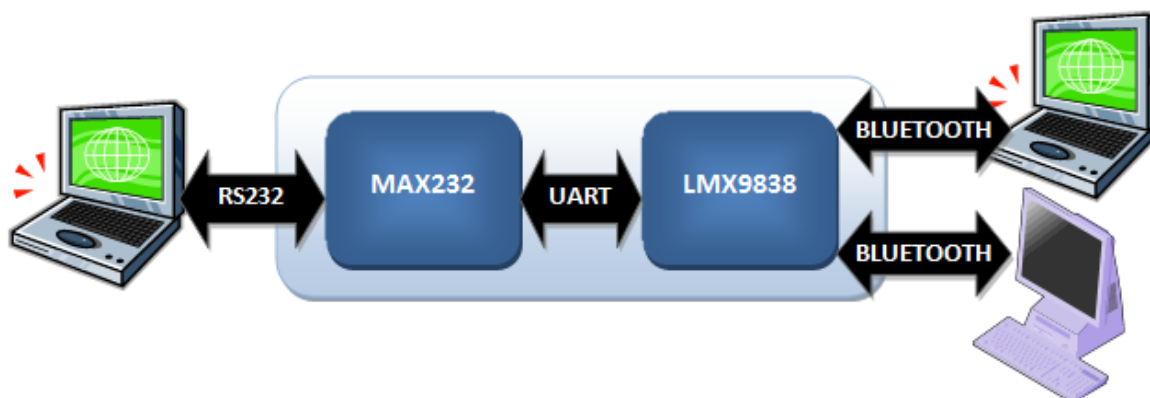 RS232
MAX232
UART
LMX9838
BLUETOOTH
BLUETOOTH